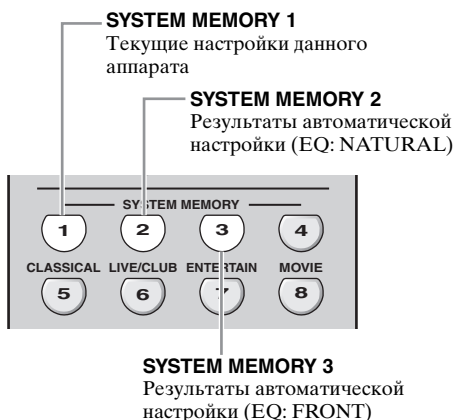 SYSTEM MEMORY 1
Текущие настройки данного
аппарата
SYSTEM MEMORY 2
Результаты автоматической
настройки (EQ: NATURAL)
SYSTEM MEMORY
1 2 3 4
CLASSICAL LIVE/CLUB ENTERTAIN MOVIE
5 6 7 8
SYSTEM MEMORY 3
Результаты автоматической
настройки (EQ: FRONT)